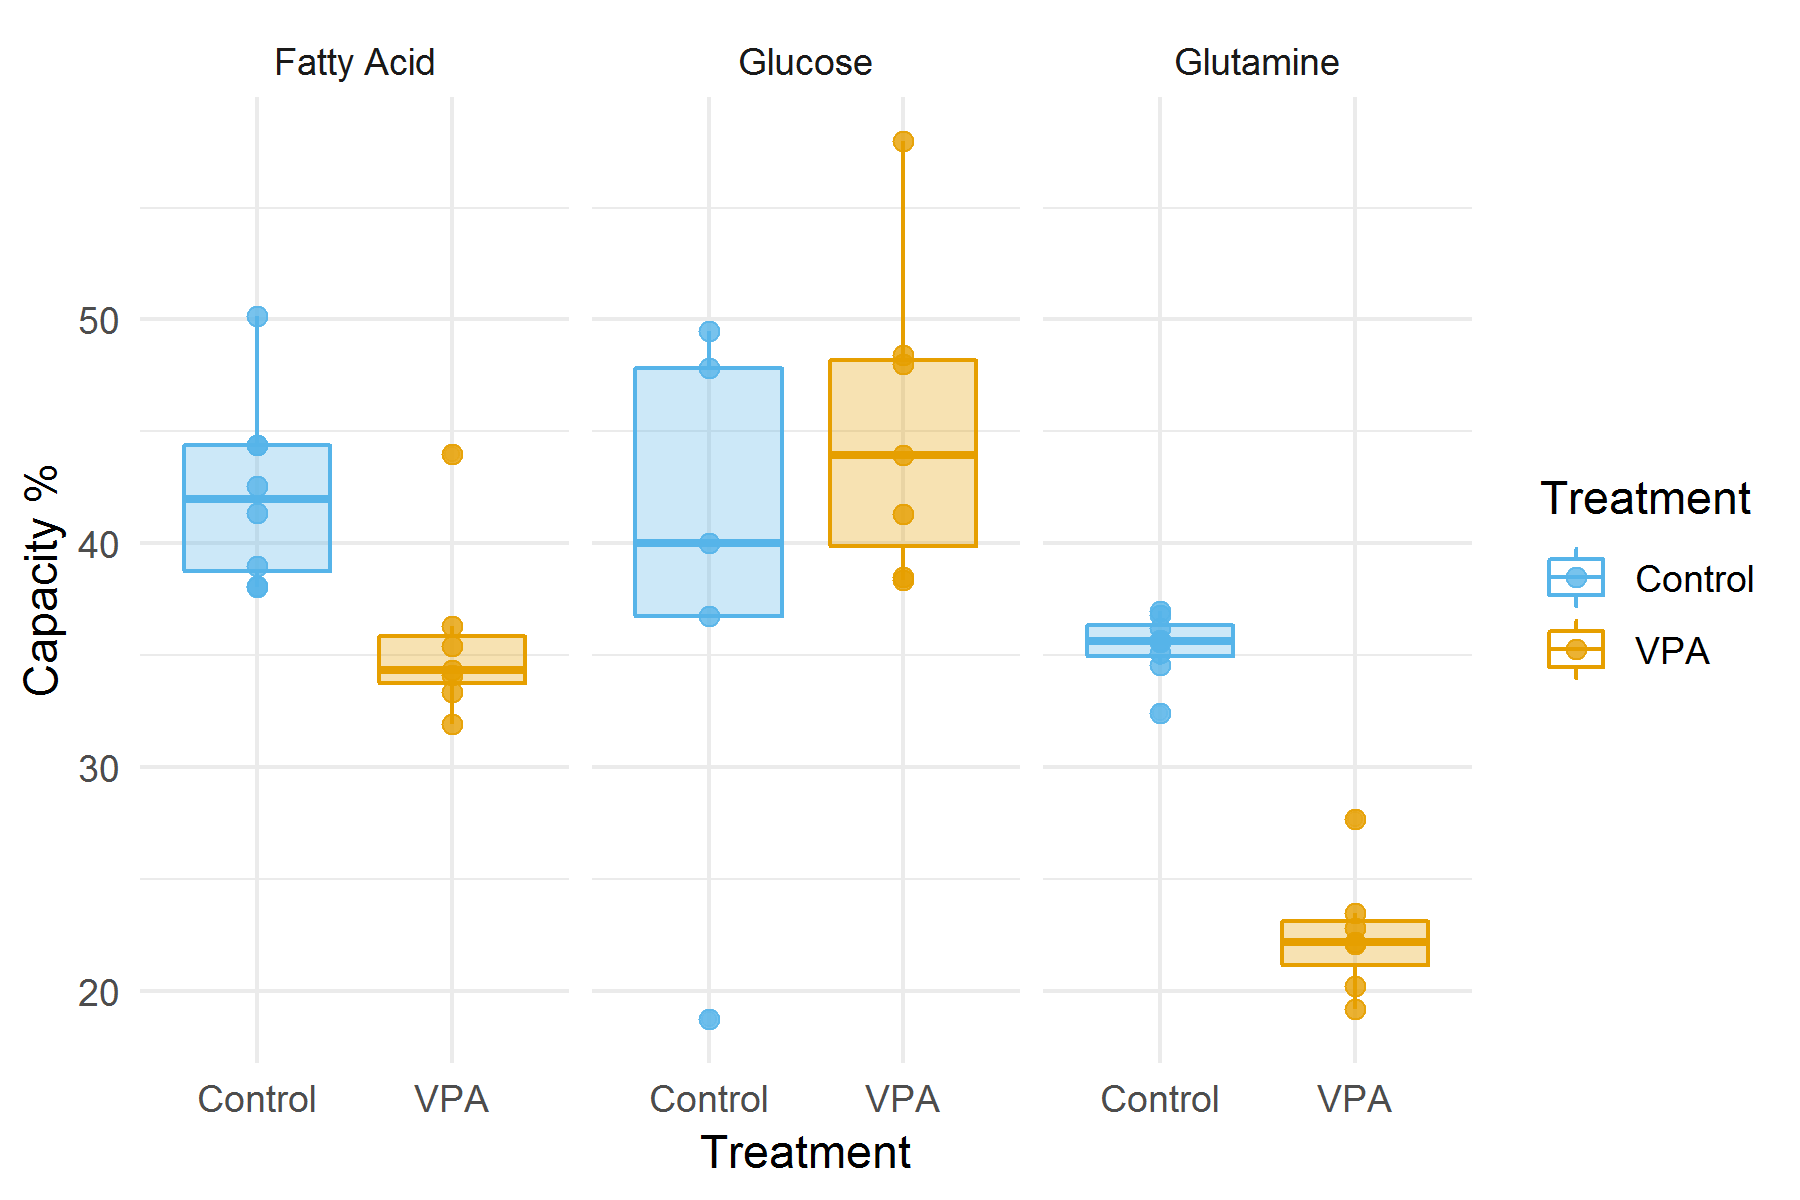 Fatty Acid
Glucose
Glutamine
Capacity %
50
40
30
20
Control
VPA
Control
VPA
Control
VPA
Treatment
Treatment
Control
VPA